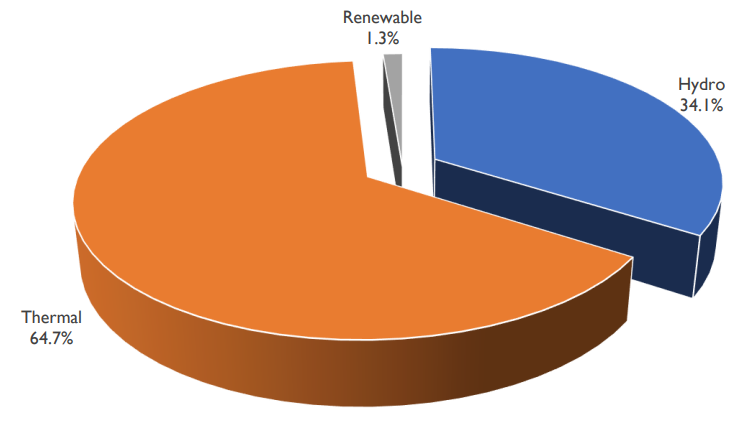 Renewable
1.3%
Hydro
34.1%
Thermal
64.7%